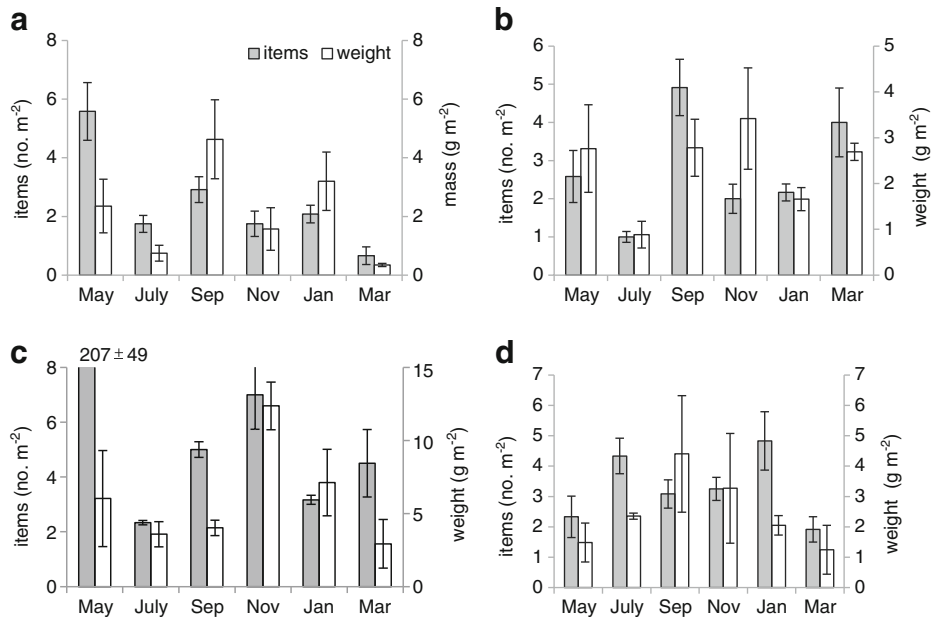 a
items weight
8
6
4
2
0
items (no. m-2)
8
6
4
2
0
mass (g m-2)
May July Sep Nov Jan Mar
b
6
5
4
3
2
1
0
items (no. m-2)
5
4
3
2
1
0
weight (g m-2)
May July Sep Nov Jan Mar
c
207 ± 49
8
6
4
2
0
items (no. m-2)
15
10
5
0
weight (g m-2)
May July Sep Nov Jan Mar
d
7
6
5
4
3
2
1
0
items (no. m-2)
7
6
5
4
3
2
1
0
weight (g m-2)
May July Sep Nov Jan Mar